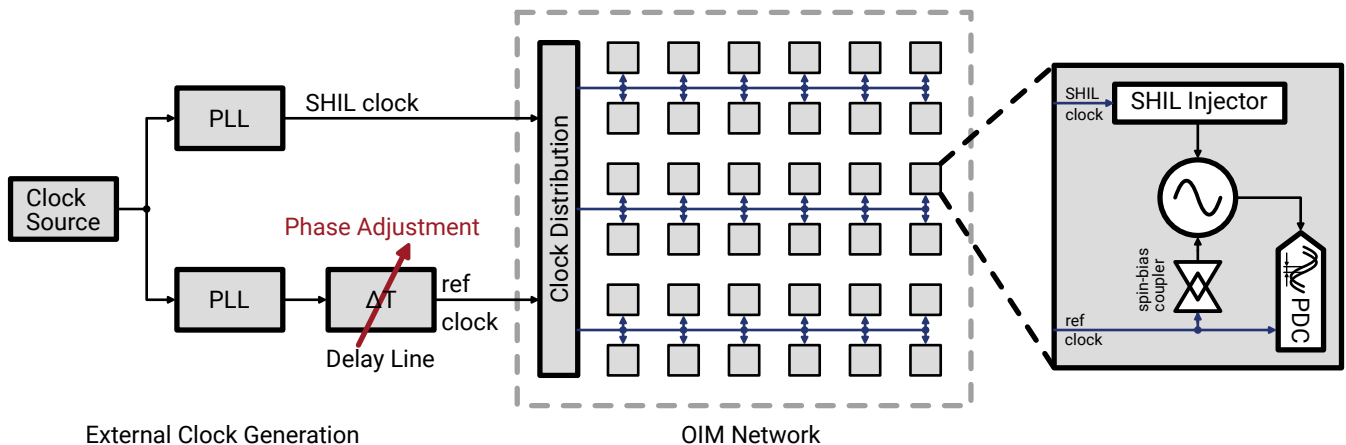 Clock
Source
PLL
SHIL clock
Phase Adjustment
PLL
ΔT
ref
clock
Delay Line
External Clock Generation
Clock Distribution
OIM Network
SHIL
clock
SHIL Injector
spin-bias
coupler
ref
clock
PDC